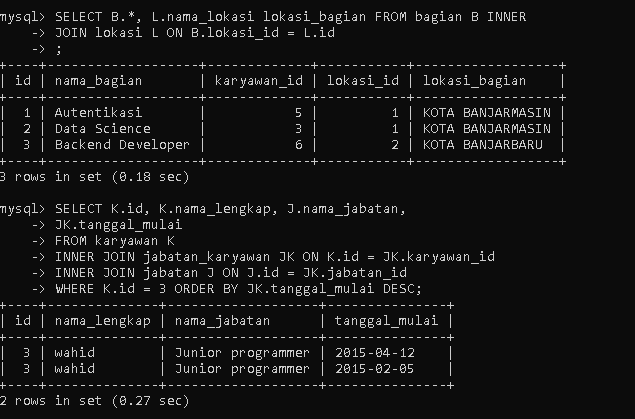 mysql> SELECT B.*, L.nama_lokasi lokasi_bagian FROM bagian B INNER
    -> JOIN lokasi L ON B.lokasi_id = L.id
    -> ;
+----+-------------------+-------------+-----------+------------------+
| id | nama_bagian       | karyawan_id | lokasi_id | lokasi_bagian    |
+----+-------------------+-------------+-----------+------------------+
|  1 | Autentikasi       |           5 |         1 | KOTA BANJARMASIN |
|  2 | Data Science      |           3 |         1 | KOTA BANJARMASIN |
|  3 | Backend Developer |           6 |         2 | KOTA BANJARBARU  |
+----+-------------------+-------------+-----------+------------------+
3 rows in set (0.18 sec)
mysql> SELECT K.id, K.nama_lengkap, J.nama_jabatan,
    -> JK.tanggal_mulai
    -> FROM karyawan K
    -> INNER JOIN jabatan_karyawan JK ON K.id = JK.karyawan_id
    -> INNER JOIN jabatan J ON J.id = JK.jabatan_id
    -> WHERE K.id = 3 ORDER BY JK.tanggal_mulai DESC;
+----+--------------+-------------------+---------------+
| id | nama_lengkap | nama_jabatan      | tanggal_mulai |
+----+--------------+-------------------+---------------+
|  3 | wahid        | Junior programmer | 2015-04-12    |
|  3 | wahid        | Junior programmer | 2015-02-05    |
+----+--------------+-------------------+---------------+
2 rows in set (0.27 sec)